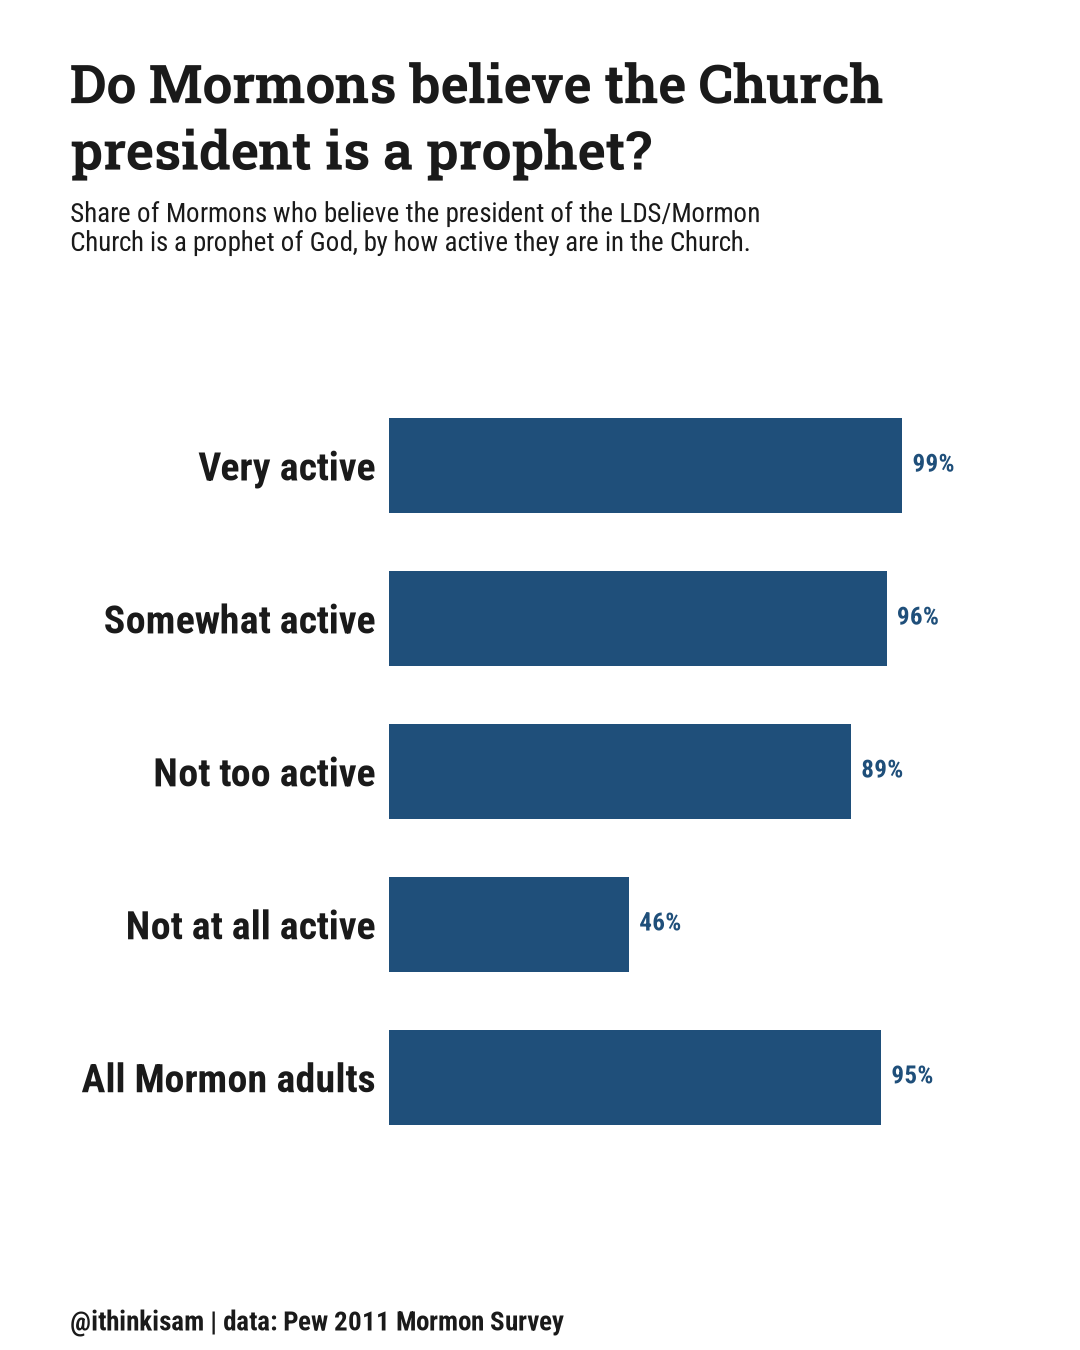 Do Mormons believe the Church
president is a prophet?
Share of Mormons who believe the president of the LDS/Mormon
Church is a prophet of God, by how active they are in the Church.
Very active 99%
Somewhat active 96%
Not too active 89%
Not at all active 46%
All Mormon adults 95%
@ithinkisam | data: Pew 2011 Mormon Survey